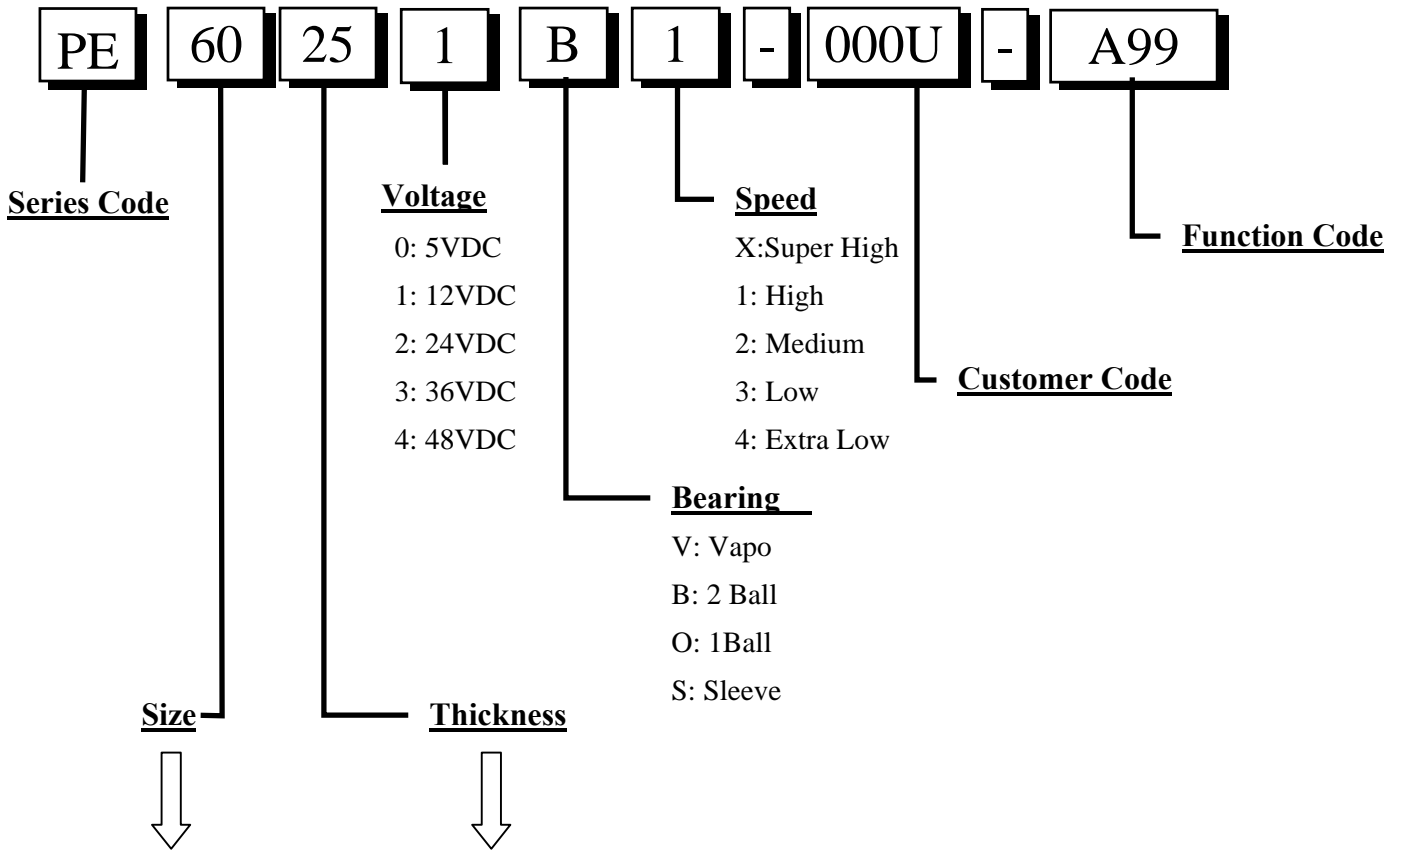 PE 60 25 1 B 1 - 000U - A99
Series Code
Voltage
0: 5VDC
1: 12VDC
2: 24VDC
3: 36VDC
4: 48VDC
Speed
X:Super High
1: High
2: Medium
3: Low
4: Extra Low
Function Code
Customer Code
Bearing
V: Vapo
B: 2 Ball
O: 1Ball
S: Sleeve
Size
Thickness